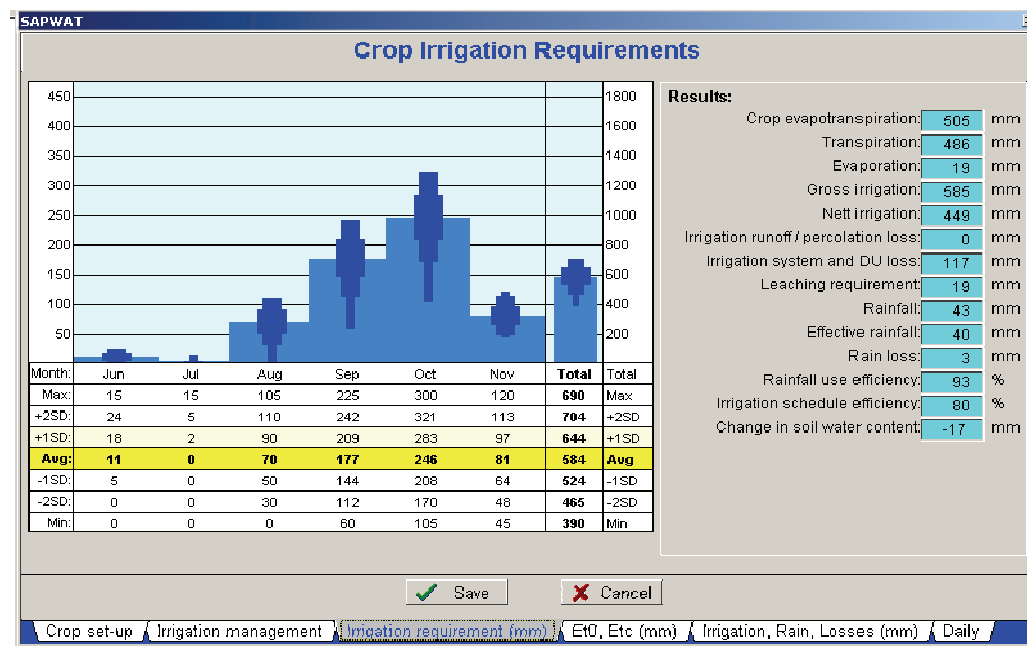 SAPWAT
Crop Irrigation Requirements
450 1800
400 1600
350 1400
300 1200
250 1000
200 800
150 600
100 400
50 200
Month: Jun Jul Aug Sep Oct Nov Total Total
Max: 15 15 105 225 300 120 690 Max
+2SD: 24 5 110 242 321 113 704 +2SD
+1SD: 18 2 90 209 283 97 644 +1SD
Avg: 11 0 70 177 246 81 584 Avg
-1SD: 5 0 50 144 208 64 524 -1SD
-2SD: 0 0 30 112 170 48 465 -2SD
Min: 0 0 0 60 105 45 390 Min
Results:
Crop evapotranspiration: 505 mm
Transpiration: 486 mm
Evaporation: 19 mm
Gross irrigation: 585 mm
Nett irrigation: 449 mm
Irrigation runoff / percolation loss: 0 mm
Irrigation system and DU loss: 117 mm
Leaching requirement: 19 mm
Rainfall: 43 mm
Effective rainfall: 40 mm
Rain loss: 3 mm
Rainfall use efficiency: 93 %
Irrigation schedule efficiency: 80 %
Change in soil water content: -17 mm
Save Cancel
Crop set-up Irrigation management Irrigation requirement (mm) Et0, Etc (mm) Irrigation, Rain, Losses (mm) Daily